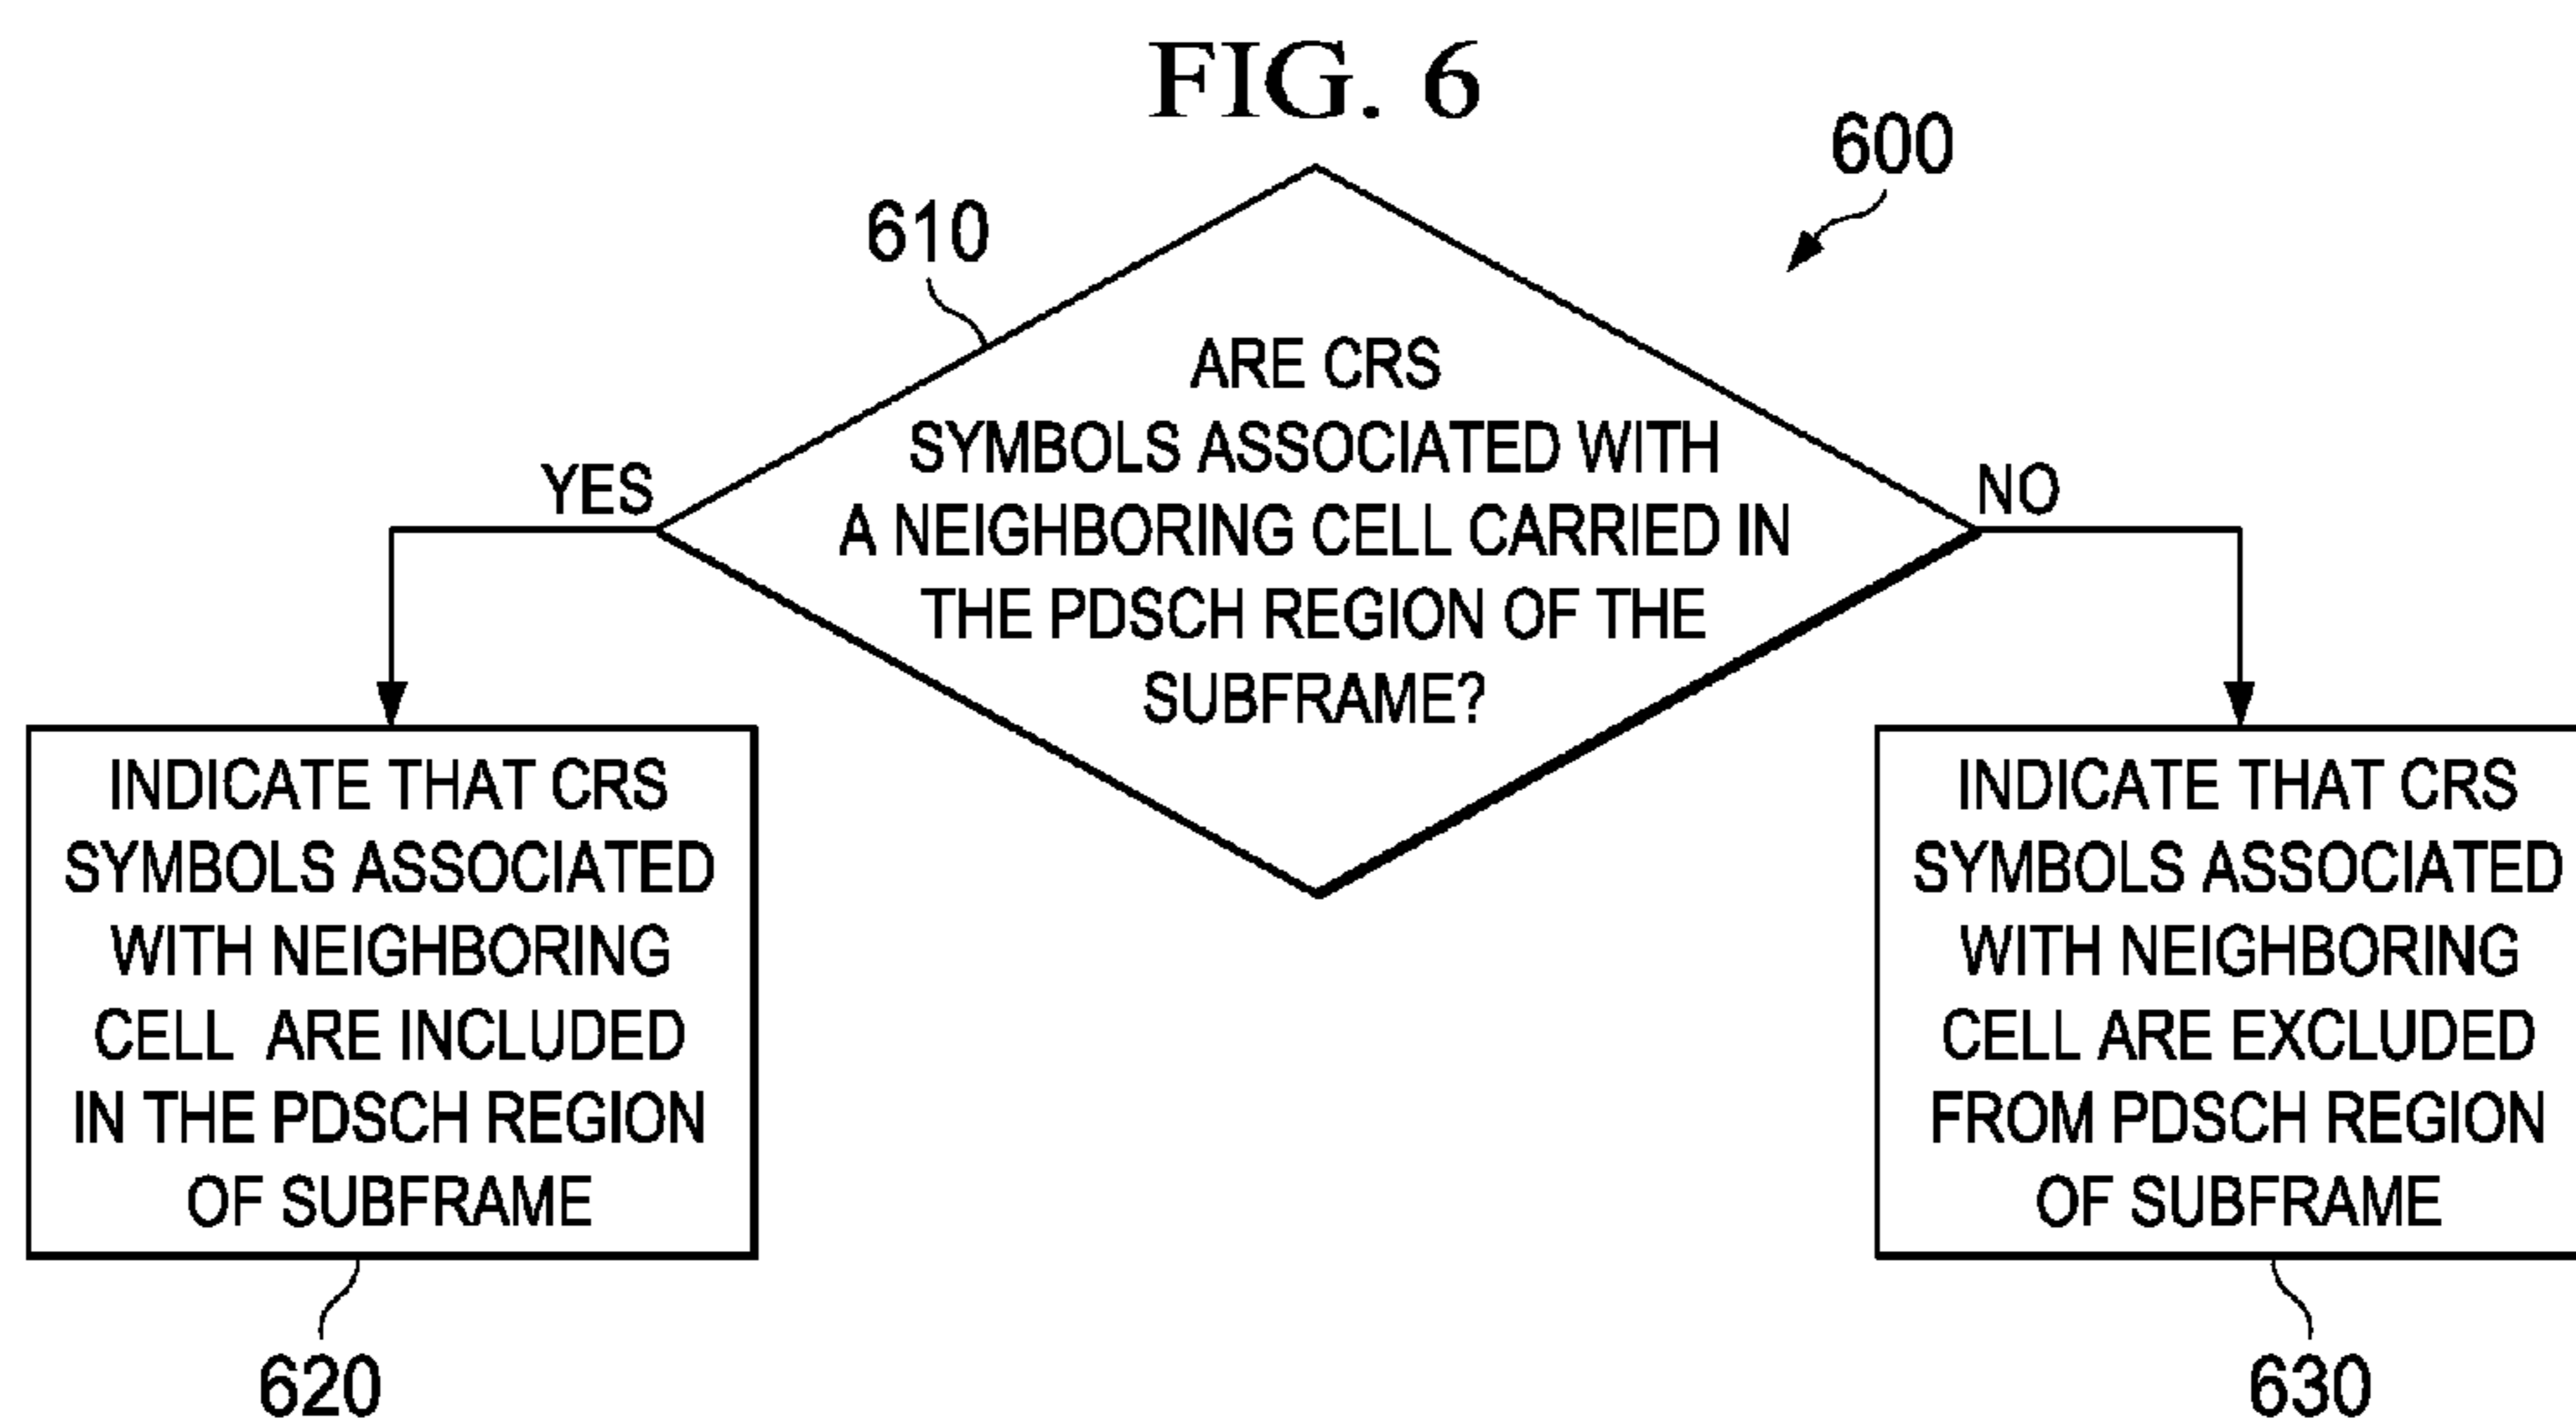 FIG. 6
600
610
ARE CRS
SYMBOLS ASSOCIATED WITH
A NEIGHBORING CELL CARRIED IN
THE PDSCH REGION OF THE
SUBFRAME?
YES
NO
INDICATE THAT CRS
SYMBOLS ASSOCIATED
WITH NEIGHBORING
CELL ARE INCLUDED
IN THE PDSCH REGION
OF SUBFRAME
620
INDICATE THAT CRS
SYMBOLS ASSOCIATED
WITH NEIGHBORING
CELL ARE EXCLUDED
FROM PDSCH REGION
OF SUBFRAME
630